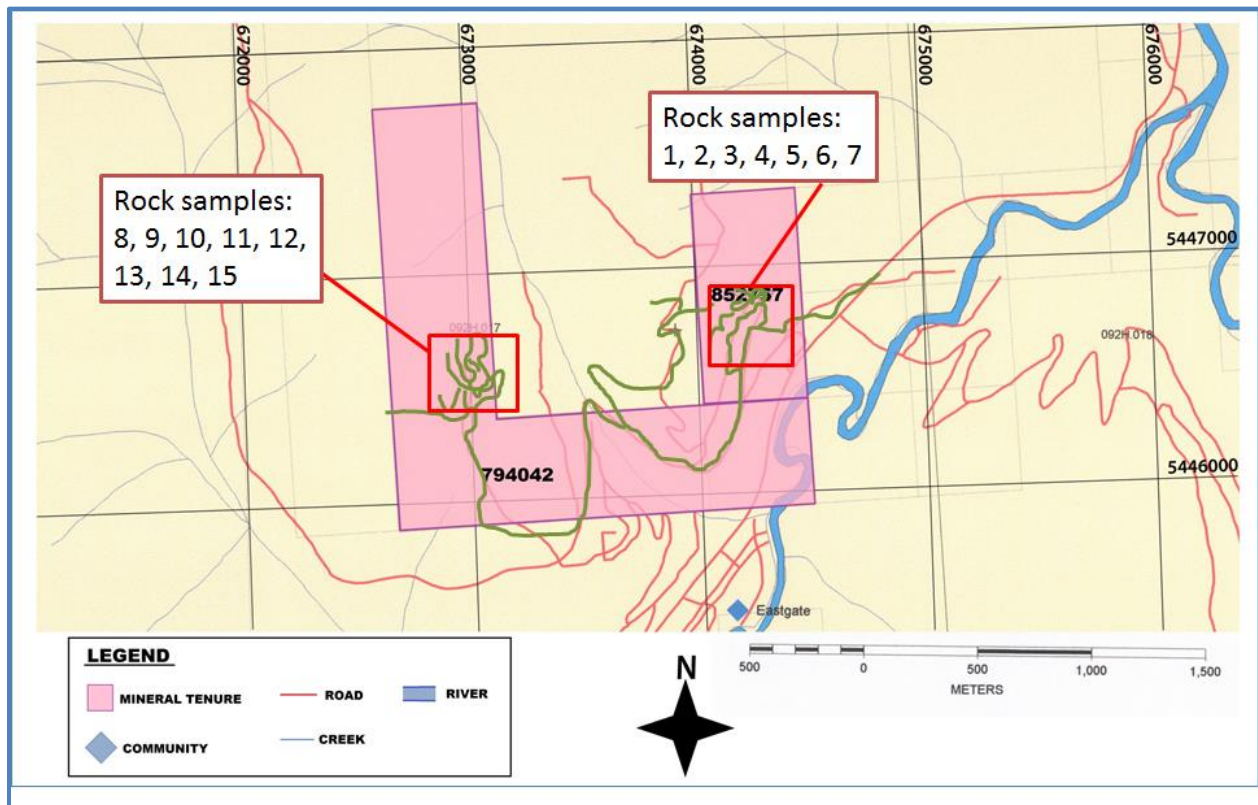 672000
673000
674000
675000
676000
Rock samples:
1, 2, 3, 4, 5, 6, 7
Rock samples:
8, 9, 10, 11, 12,
13, 14, 15
5447000
092H.017
092H.018
5446000
794042
Eastgate
LEGEND
MINERAL TENURE
ROAD
RIVER
COMMUNITY
CREEK
N
500 0 500 1,000 1,500
METERS